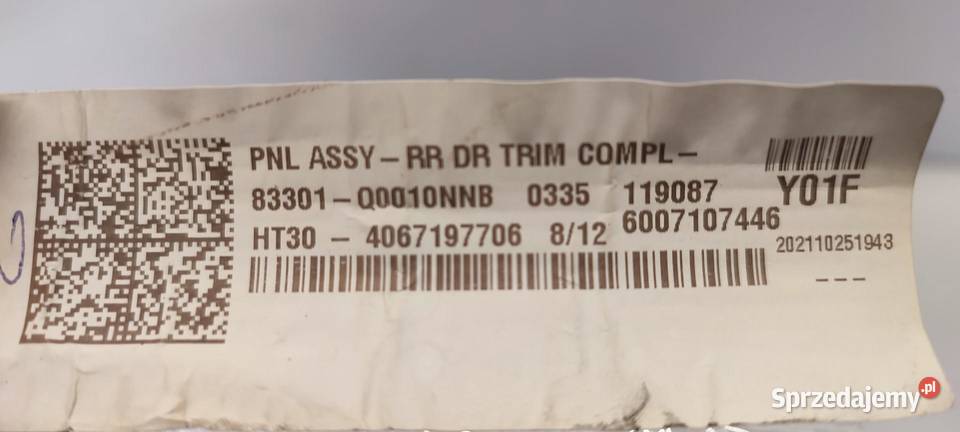 PNL ASSY-RR DR TRIM COMPL-
83301-Q0010NNB 0335 119087 Y01F
HT30 - 4067197706 8/12 6007107446
202110251943
---
Sprzedajemy.pl